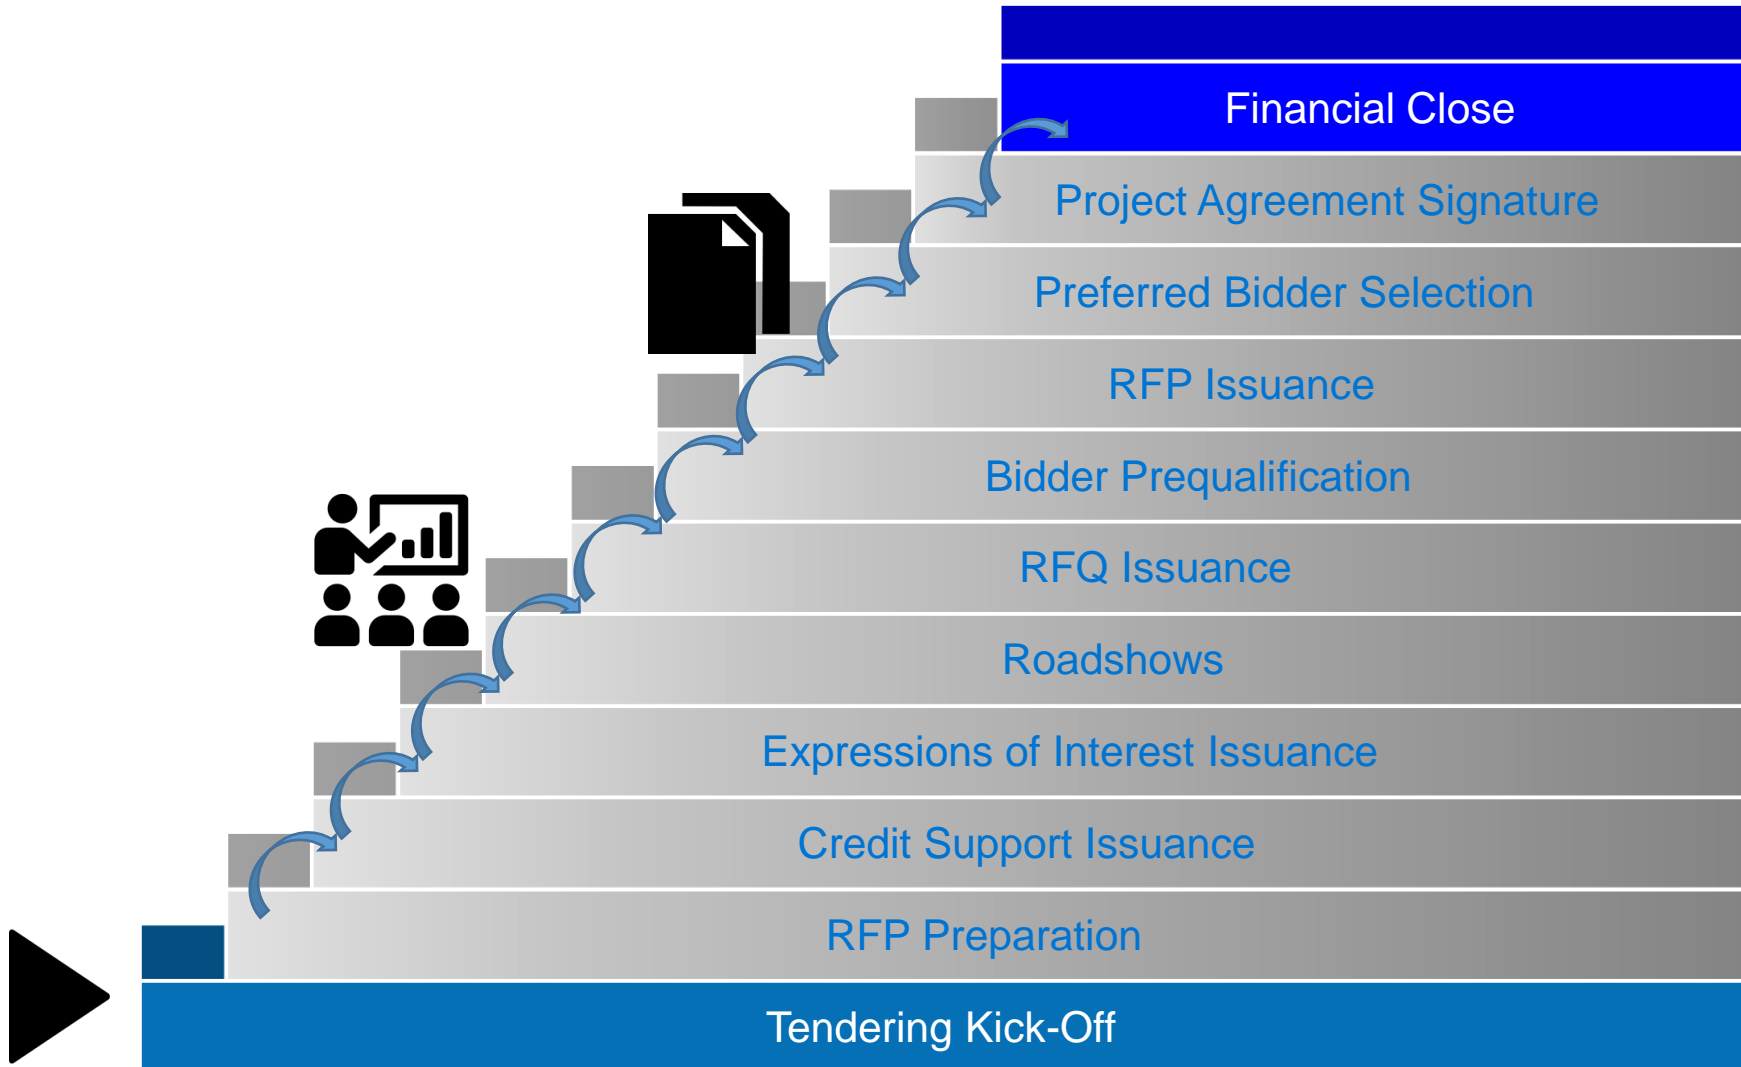 Financial Close
Project Agreement Signature
Preferred Bidder Selection
RFP Issuance
Bidder Prequalification
RFQ Issuance
Roadshows
Expressions of Interest Issuance
Credit Support Issuance
RFP Preparation
Tendering Kick-Off